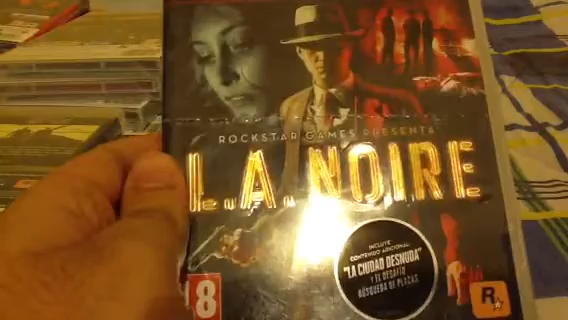 ROCKSTAR GAMES PRESENTA
L.A. NOIRE
INCLUYE
CONTENIDO ADICIONAL:
"LA CIUDAD DESNUDA"
Y EL DESAFÍO
BÚSQUEDA DE PLACAS
18
R